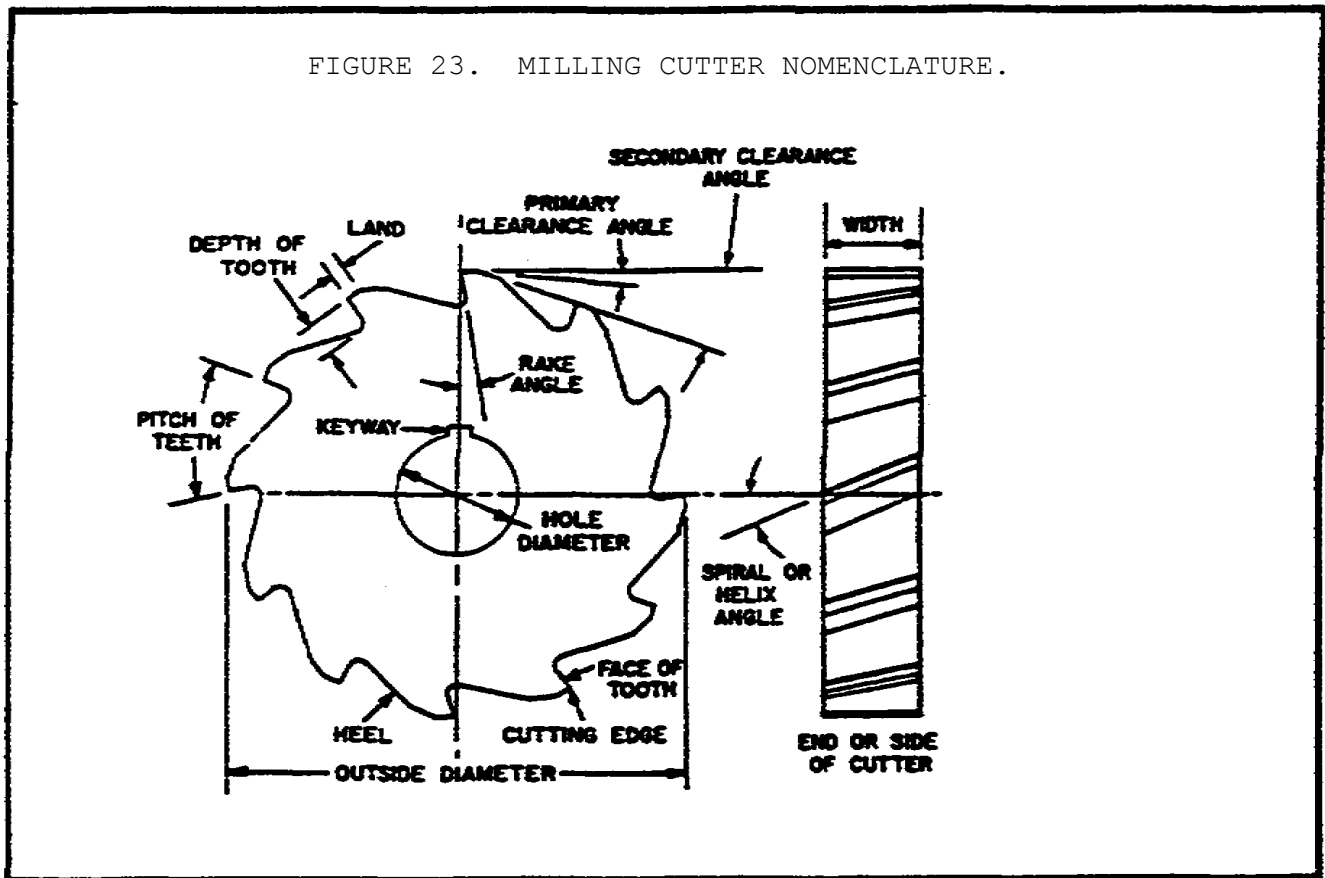 FIGURE 23. MILLING CUTTER NOMENCLATURE.
SECONDARY CLEARANCE
ANGLE
PRIMARY
CLEARANCE ANGLE
LAND
DEPTH OF
TOOTH
WIDTH
RAKE
ANGLE
KEYWAY
PITCH OF
TEETH
HOLE
DIAMETER
SPIRAL OR
HELIX
ANGLE
FACE OF
TOOTH
HEEL
CUTTING EDGE
END OR SIDE
OF CUTTER
OUTSIDE DIAMETER